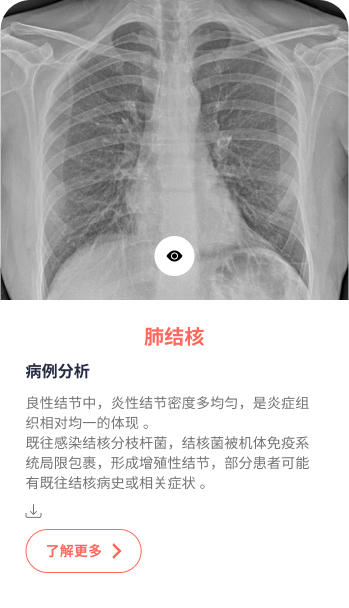 肺结核
病例分析
良性结节中，炎性结节密度多均匀，是炎症组
织相对均一的体现 。
既往感染结核分枝杆菌，结核菌被机体免疫系
统局限包裹，形成增殖性结节，部分患者可能
有既往结核病史或相关症状 。
了解更多